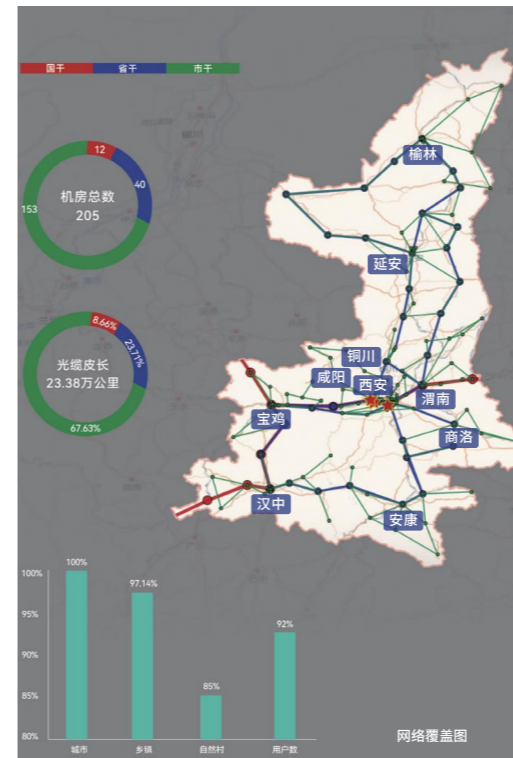 国干 省干 市干
12
40
153
机房总数
205
8.66%
23.71%
光缆皮长
23.38万公里
67.63%
榆林
延安
铜川
咸阳
西安
渭南
宝鸡
商洛
汉中
安康
100%
95%
90%
85%
80%
100%
97.14%
85%
92%
城市 乡镇 自然村 用户数
网络覆盖图